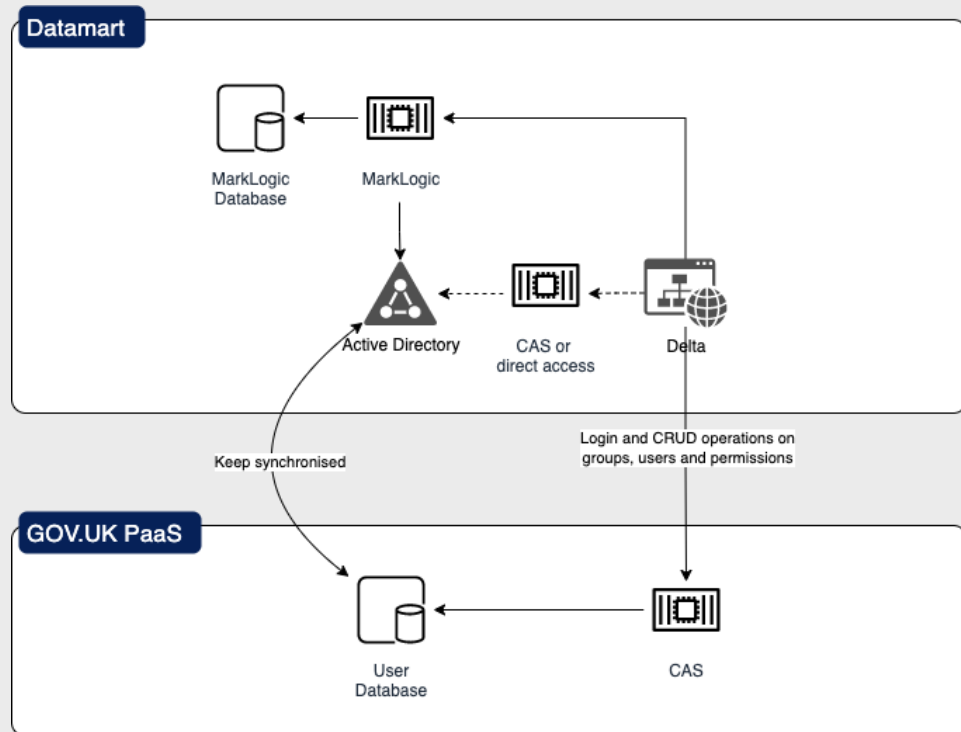 Datamart
MarkLogic
Database
MarkLogic
Active Directory
CAS or
direct access
Delta
Keep synchronised
Login and CRUD operations on
groups, users and permissions
GOV.UK PaaS
User
Database
CAS